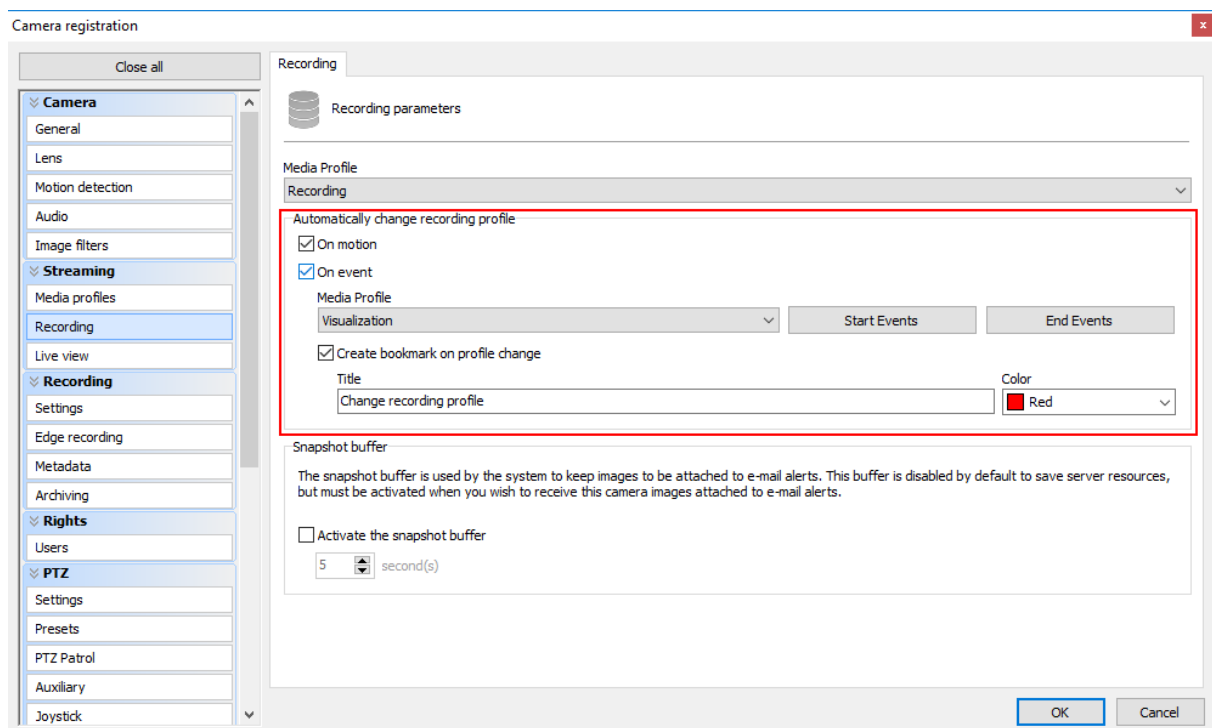 Camera registration
x
Close all
Camera
General
Lens
Motion detection
Audio
Image filters
Streaming
Media profiles
Recording
Live view
Recording
Settings
Edge recording
Metadata
Archiving
Rights
Users
PTZ
Settings
Presets
PTZ Patrol
Auxiliary
Joystick
Recording
Recording parameters
Media Profile
Recording
Automatically change recording profile
On motion
On event
Media Profile
Visualization
Start Events
End Events
Create bookmark on profile change
Title
Color
Change recording profile
Red
Snapshot buffer
The snapshot buffer is used by the system to keep images to be attached to e-mail alerts. This buffer is disabled by default to save server resources,
but must be activated when you wish to receive this camera images attached to e-mail alerts.
Activate the snapshot buffer
5 second(s)
OK
Cancel